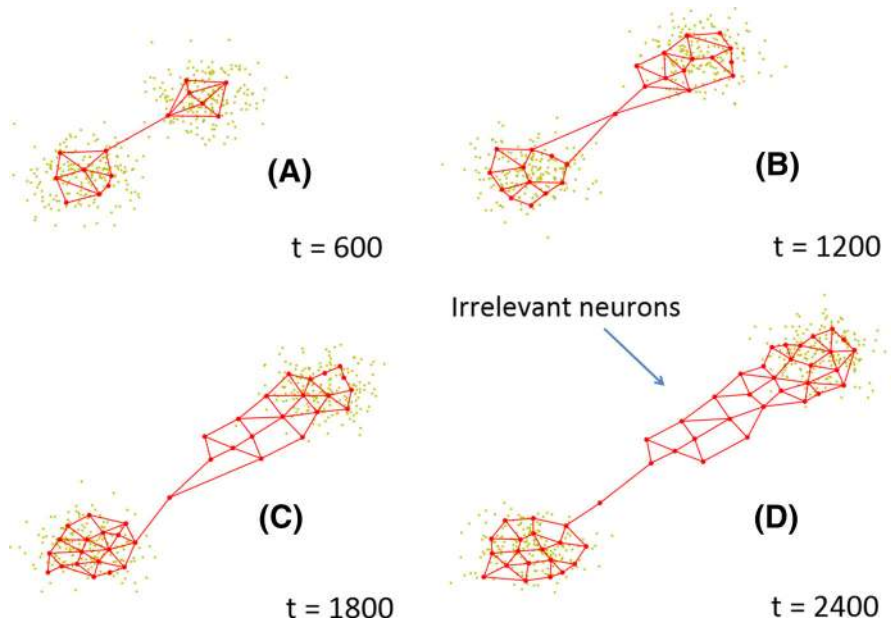 (A)
t = 600
(B)
t = 1200
Irrelevant neurons
(C)
t = 1800
(D)
t = 2400